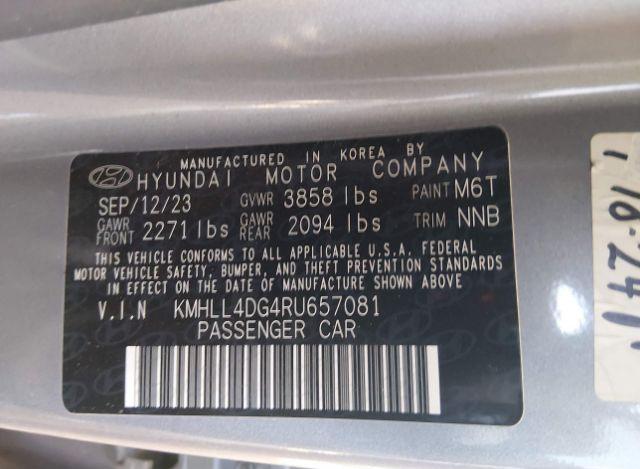 MANUFACTURED IN KOREA BY
HYUNDAI MOTOR COMPANY
SEP/12/23 GVWR 3858 lbs PAINT M6T
GAWR FRONT 2271 lbs GAWR REAR 2094 lbs TRIM NNB
THIS VEHICLE CONFORMS TO ALL APPLICABLE U.S.A. FEDERAL
MOTOR VEHICLE SAFETY, BUMPER, AND THEFT PREVENTION STANDARDS
IN EFFECT ON THE DATE OF MANUFACTURE SHOWN ABOVE
V.I.N KMHLL4DG4RU657081
PASSENGER CAR
10-24